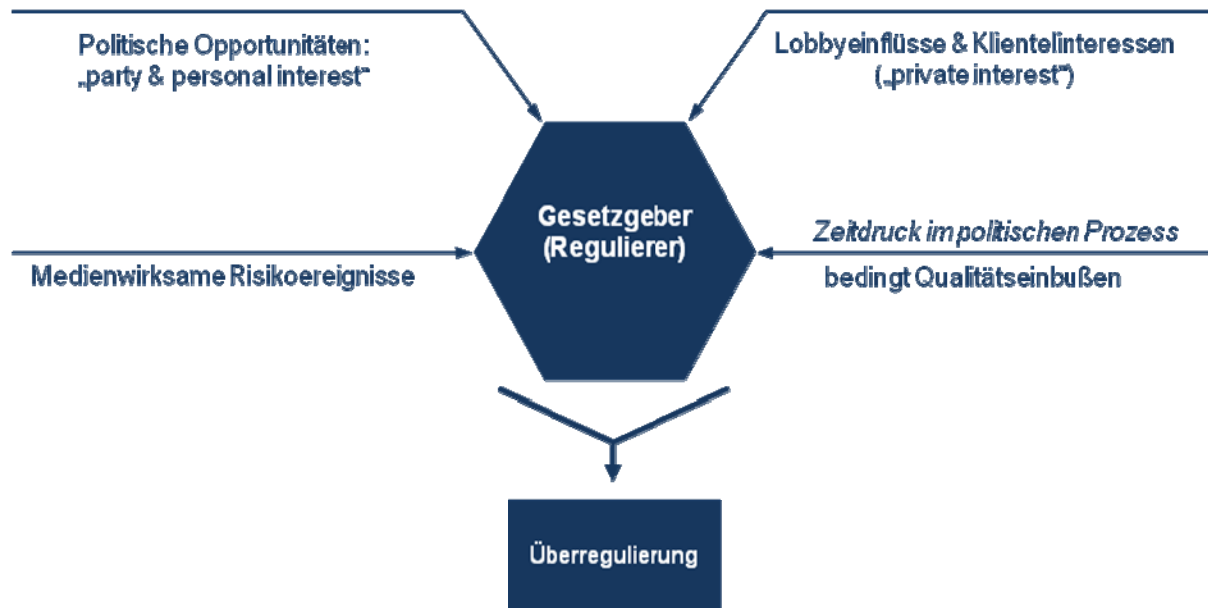 Politische Opportunitäten:
„party & personal interest“
Lobbyeinflüsse & Klientelinteressen
(„private interest“)
Gesetzgeber
(Regulierer)
Medienwirksame Risikoereignisse
Zeitdruck im politischen Prozess
bedingt Qualitätseinbußen
Überregulierung